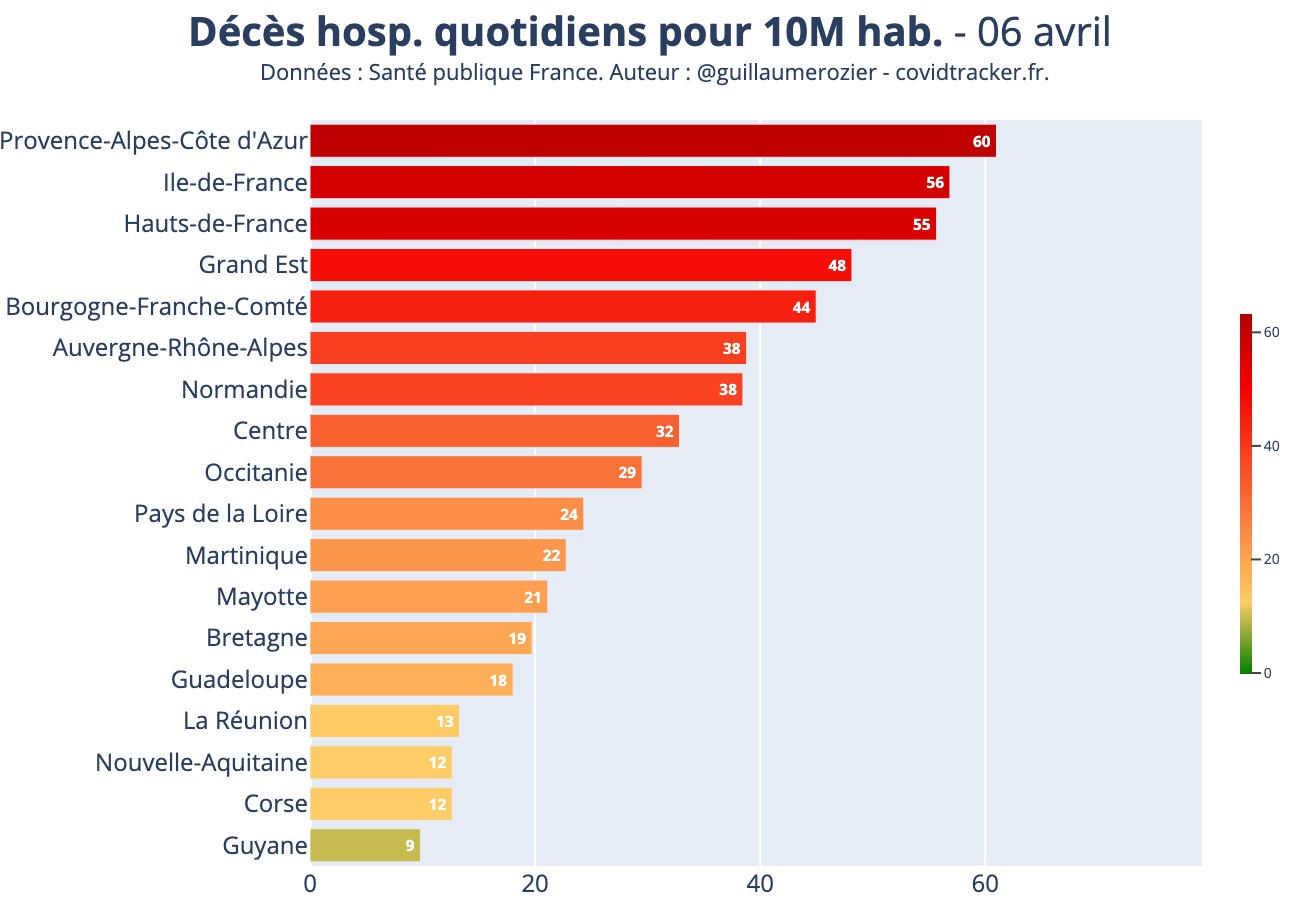 Décès hosp. quotidiens pour 10M hab. - 06 avril
Données : Santé publique France. Auteur : @guillaumerozier - covidtracker.fr.
Provence-Alpes-Côte d'Azur 60
Ile-de-France 56
Hauts-de-France 55
Grand Est 48
Bourgogne-Franche-Comté 44
Auvergne-Rhône-Alpes 38
Normandie 38
Centre 32
Occitanie 29
Pays de la Loire 24
Martinique 22
Mayotte 21
Bretagne 19
Guadeloupe 18
La Réunion 13
Nouvelle-Aquitaine 12
Corse 12
Guyane 9
0 20 40 60
60
40
20
0